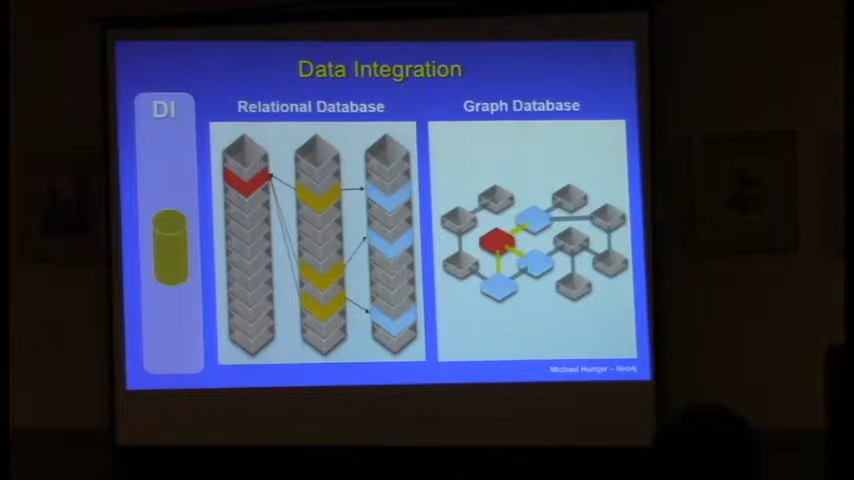 Data Integration
DI
Relational Database
Graph Database
Michael Hunger – Neo4j